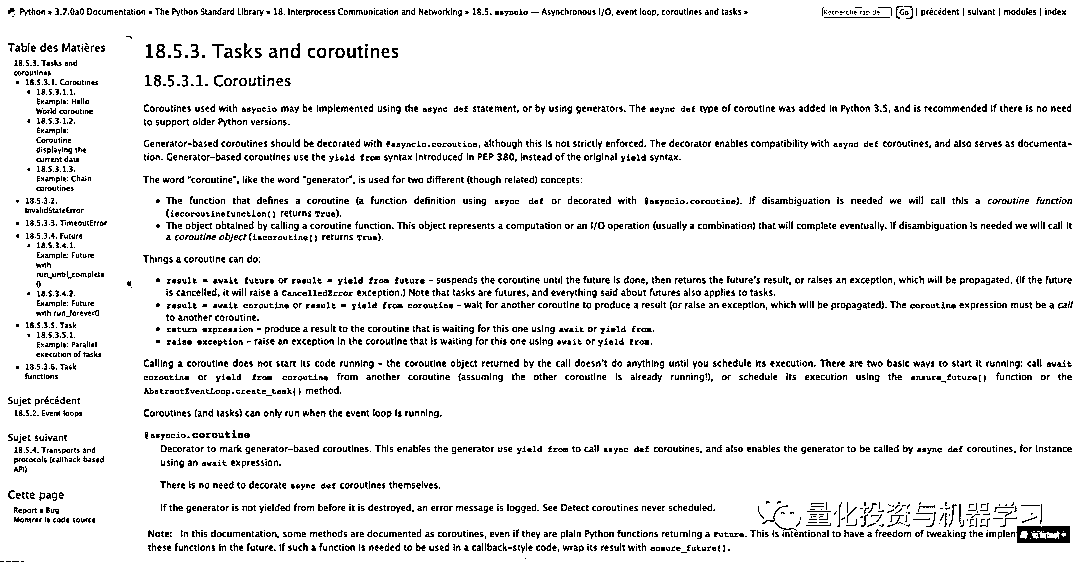 Python » 3.7.0a0 Documentation » The Python Standard Library » 18. Interprocess Communication and Networking » 18.5. asyncio — Asynchronous I/O, event loop, coroutines and tasks »
Go | précédent | suivant | modules | index
Table des Matières
18.5.3. Tasks and
coroutines
• 18.5.3.1. Coroutines
• 18.5.3.1.1.
Example: Hello
World coroutine
• 18.5.3.1.2.
Example:
Coroutine
displaying the
current date
• 18.5.3.1.3.
Example: Chain
coroutines
• 18.5.3.2.
InvalidStateError
• 18.5.3.3. TimeoutError
• 18.5.3.4. Future
• 18.5.3.4.1.
Example: Future
with
run_until_complete
()
• 18.5.3.4.2.
Example: Future
with run_forever()
• 18.5.3.5. Task
• 18.5.3.5.1.
Example: Parallel
execution of tasks
• 18.5.3.6. Task
functions
Sujet précédent
18.5.2. Event loops
Sujet suivant
18.5.4. Transports and
protocols (callback based
API)
Cette page
Report a Bug
Montrer le code source
18.5.3. Tasks and coroutines
18.5.3.1. Coroutines
Coroutines used with asyncio may be implemented using the async def statement, or by using generators. The async def type of coroutine was added in Python 3.5, and is recommended if there is no need
to support older Python versions.
Generator-based coroutines should be decorated with @asyncio.coroutine, although this is not strictly enforced. The decorator enables compatibility with async def coroutines, and also serves as documenta-
tion. Generator-based coroutines use the yield from syntax introduced in PEP 380, instead of the original yield syntax.
The word "coroutine", like the word "generator", is used for two different (though related) concepts:
• The function that defines a coroutine (a function definition using async def or decorated with @asyncio.coroutine). If disambiguation is needed we will call this a coroutine function
(iscoroutinefunction() returns True).
• The object obtained by calling a coroutine function. This object represents a computation or an I/O operation (usually a combination) that will complete eventually. If disambiguation is needed we will call it
a coroutine object (iscoroutine() returns True).
Things a coroutine can do:
• result = await future or result = yield from future – suspends the coroutine until the future is done, then returns the future's result, or raises an exception, which will be propagated. (If the future
is cancelled, it will raise a CancelledError exception.) Note that tasks are futures, and everything said about futures also applies to tasks.
• result = await coroutine or result = yield from coroutine – wait for another coroutine to produce a result (or raise an exception, which will be propagated). The coroutine expression must be a call
to another coroutine.
• return expression – produce a result to the coroutine that is waiting for this one using await or yield from.
• raise exception – raise an exception in the coroutine that is waiting for this one using await or yield from.
Calling a coroutine does not start its code running – the coroutine object returned by the call doesn't do anything until you schedule its execution. There are two basic ways to start it running: call await
coroutine or yield from coroutine from another coroutine (assuming the other coroutine is already running!), or schedule its execution using the ensure_future() function or the
AbstractEventLoop.create_task() method.
Coroutines (and tasks) can only run when the event loop is running.
@asyncio.coroutine
Decorator to mark generator-based coroutines. This enables the generator use yield from to call async def coroutines, and also enables the generator to be called by async def coroutines, for instance
using an await expression.
There is no need to decorate async def coroutines themselves.
If the generator is not yielded from before it is destroyed, an error message is logged. See Detect coroutines never scheduled.
Note: In this documentation, some methods are documented as coroutines, even if they are plain Python functions returning a Future. This is intentional to have a freedom of tweaking the implem
these functions in the future. If such a function is needed to be used in a callback-style code, wrap its result with ensure_future().
量化投资与机器学习